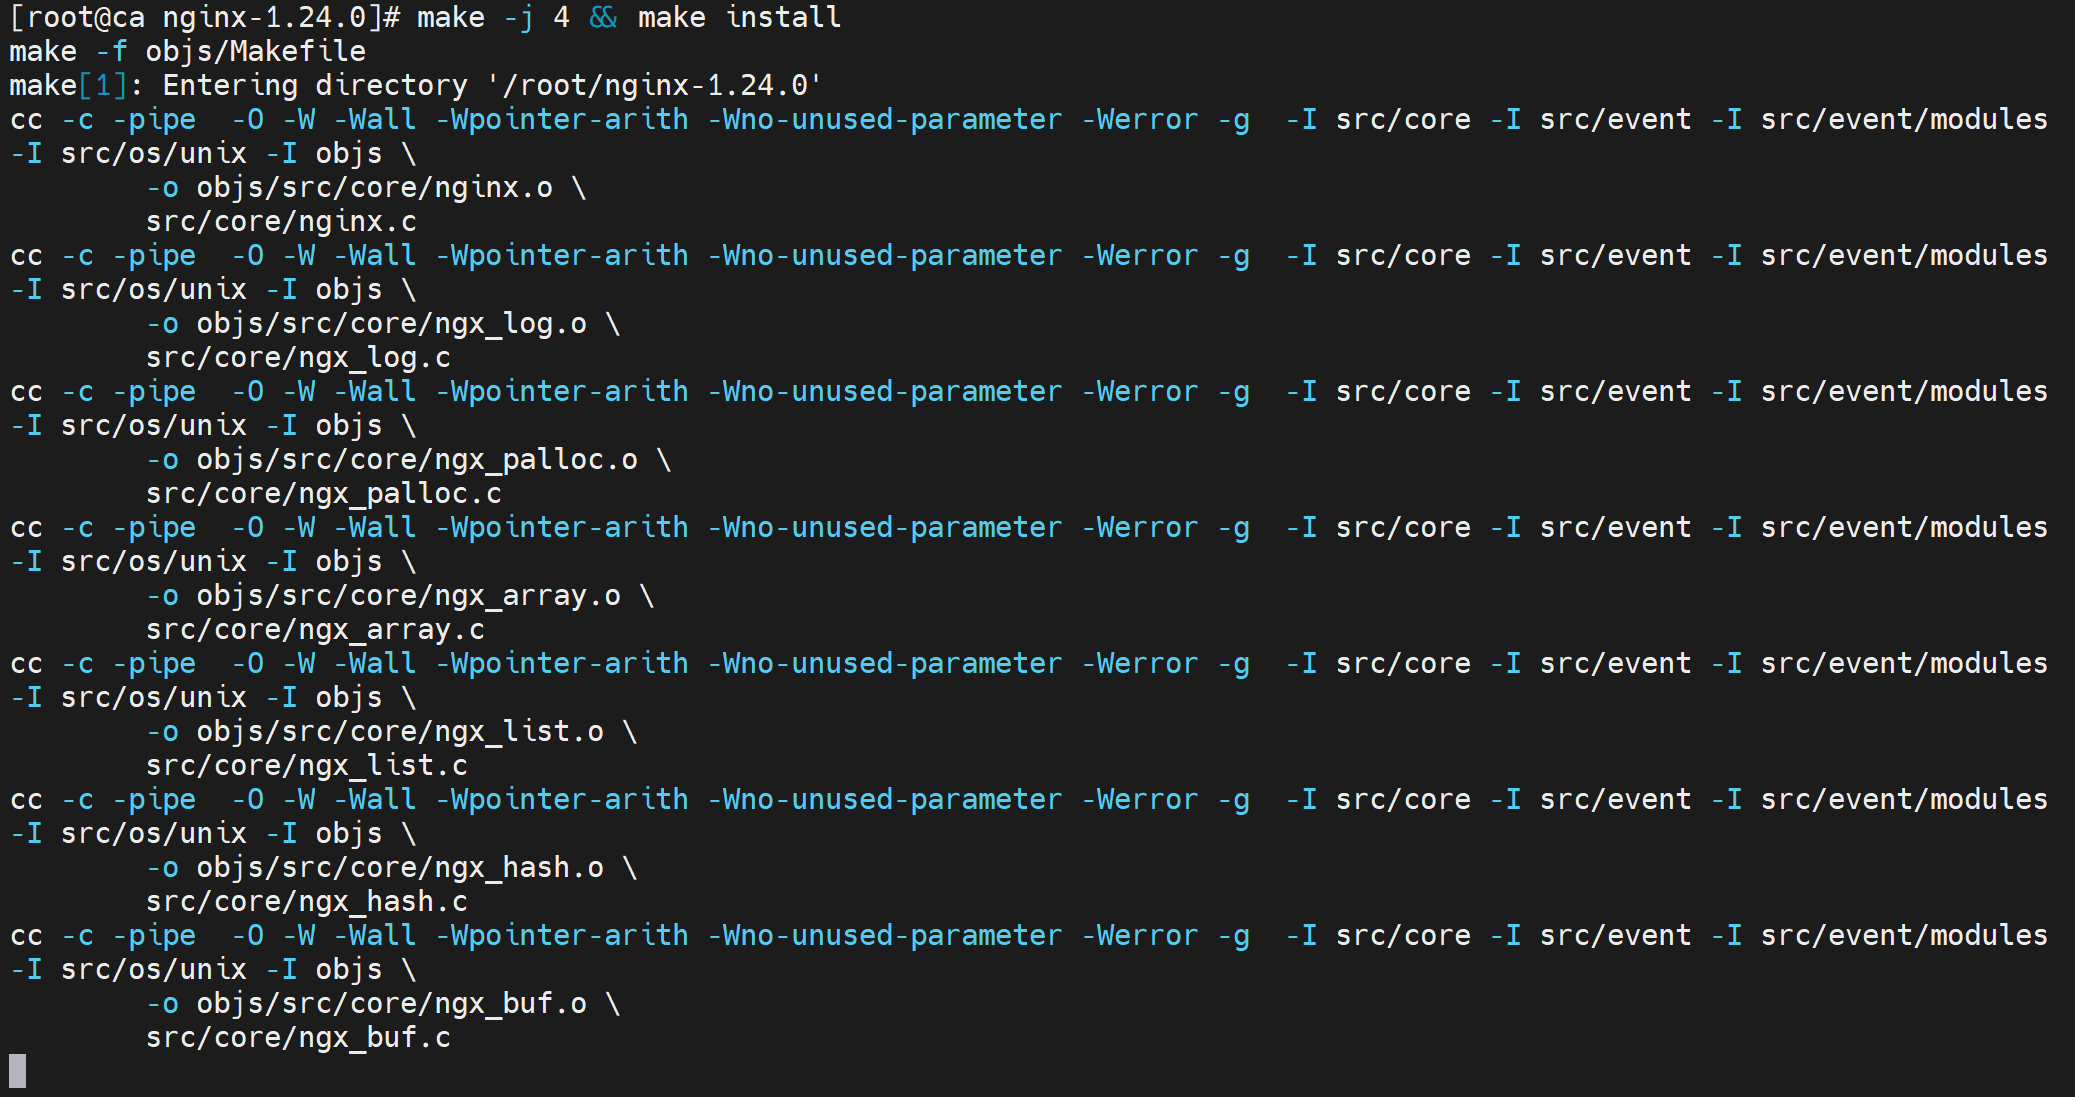 [root@ca nginx-1.24.0]# make -j 4 && make install
make -f objs/Makefile
make[1]: Entering directory '/root/nginx-1.24.0'
cc -c -pipe  -O -W -Wall -Wpointer-arith -Wno-unused-parameter -Werror -g  -I src/core -I src/event -I src/event/modules
-I src/os/unix -I objs \
        -o objs/src/core/nginx.o \
        src/core/nginx.c
cc -c -pipe  -O -W -Wall -Wpointer-arith -Wno-unused-parameter -Werror -g  -I src/core -I src/event -I src/event/modules
-I src/os/unix -I objs \
        -o objs/src/core/ngx_log.o \
        src/core/ngx_log.c
cc -c -pipe  -O -W -Wall -Wpointer-arith -Wno-unused-parameter -Werror -g  -I src/core -I src/event -I src/event/modules
-I src/os/unix -I objs \
        -o objs/src/core/ngx_palloc.o \
        src/core/ngx_palloc.c
cc -c -pipe  -O -W -Wall -Wpointer-arith -Wno-unused-parameter -Werror -g  -I src/core -I src/event -I src/event/modules
-I src/os/unix -I objs \
        -o objs/src/core/ngx_array.o \
        src/core/ngx_array.c
cc -c -pipe  -O -W -Wall -Wpointer-arith -Wno-unused-parameter -Werror -g  -I src/core -I src/event -I src/event/modules
-I src/os/unix -I objs \
        -o objs/src/core/ngx_list.o \
        src/core/ngx_list.c
cc -c -pipe  -O -W -Wall -Wpointer-arith -Wno-unused-parameter -Werror -g  -I src/core -I src/event -I src/event/modules
-I src/os/unix -I objs \
        -o objs/src/core/ngx_hash.o \
        src/core/ngx_hash.c
cc -c -pipe  -O -W -Wall -Wpointer-arith -Wno-unused-parameter -Werror -g  -I src/core -I src/event -I src/event/modules
-I src/os/unix -I objs \
        -o objs/src/core/ngx_buf.o \
        src/core/ngx_buf.c